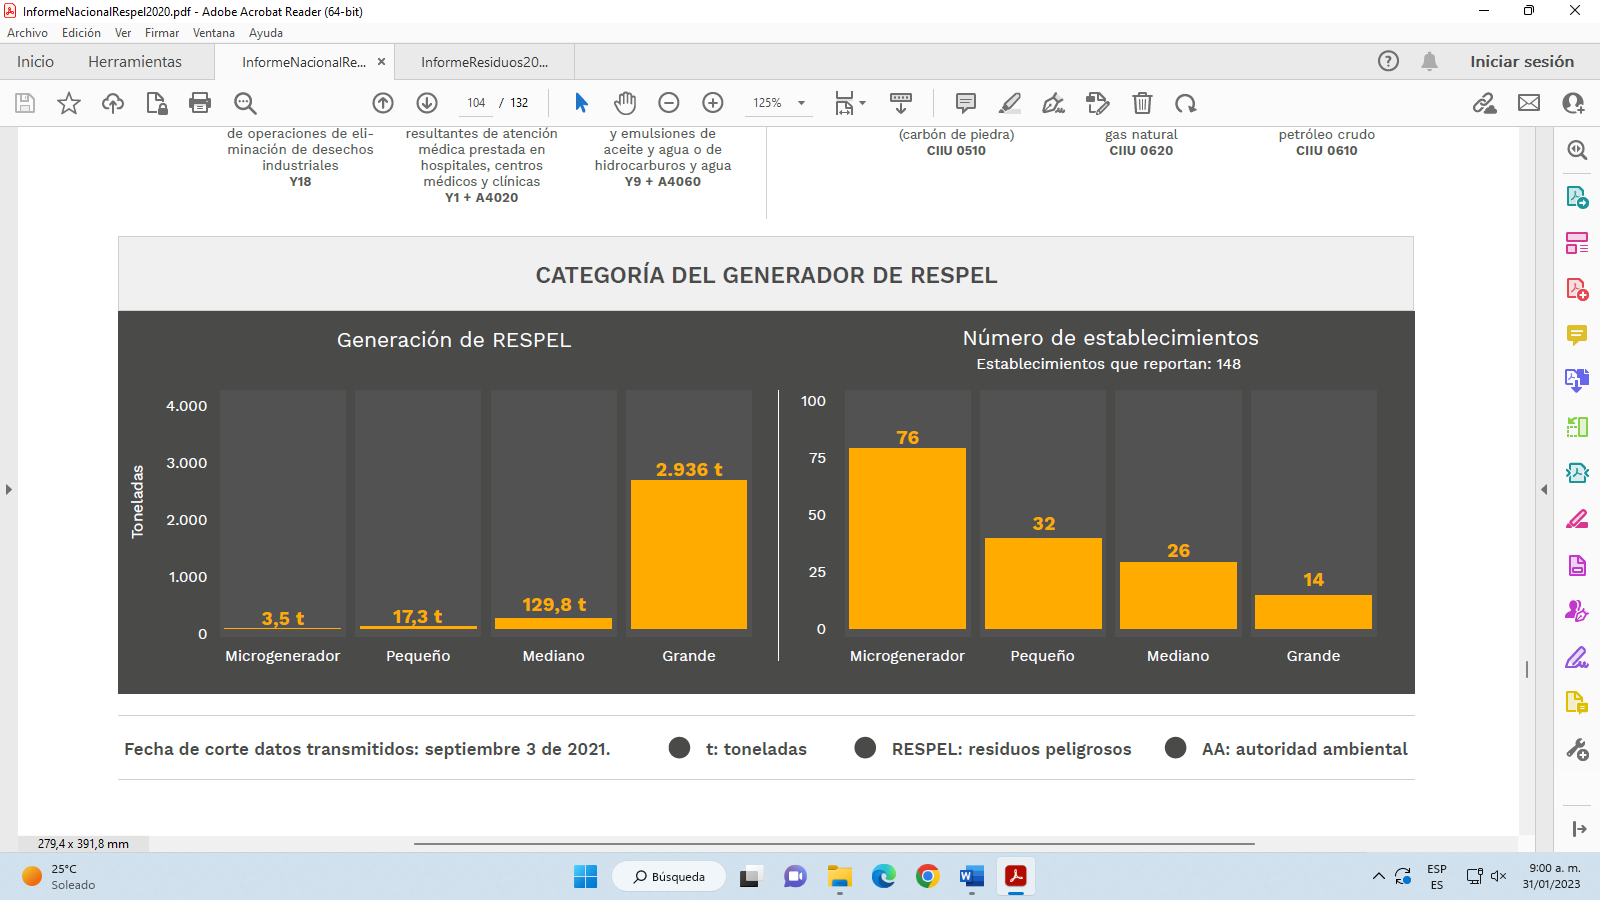 InformeNacionalRespel2020.pdf - Adobe Acrobat Reader (64-bit)
Archivo Edición Ver Firmar Ventana Ayuda
Inicio Herramientas InformeNacionalRe... × InformeResiduos20... Iniciar sesión
104 / 132 125%
de operaciones de eli-
minación de desechos
industriales
Y18
resultantes de atención
médica prestada en
hospitales, centros
médicos y clínicas
Y1 + A4020
y emulsiones de
aceite y agua o de
hidrocarburos y agua
Y9 + A4060
(carbón de piedra)
CIIU 0510
gas natural
CIIU 0620
petróleo crudo
CIIU 0610
CATEGORÍA DEL GENERADOR DE RESPEL
Generación de RESPEL
Toneladas
4.000
3.000
2.000
1.000
0
3,5 t
17,3 t
129,8 t
2.936 t
Microgenerador Pequeño Mediano Grande
Número de establecimientos
Establecimientos que reportan: 148
100
75
50
25
0
76
32
26
14
Microgenerador Pequeño Mediano Grande
Fecha de corte datos transmitidos: septiembre 3 de 2021. t: toneladas RESPEL: residuos peligrosos AA: autoridad ambiental
279,4 x 391,8 mm
25°C
Soleado
Búsqueda
ESP
ES
9:00 a. m.
31/01/2023